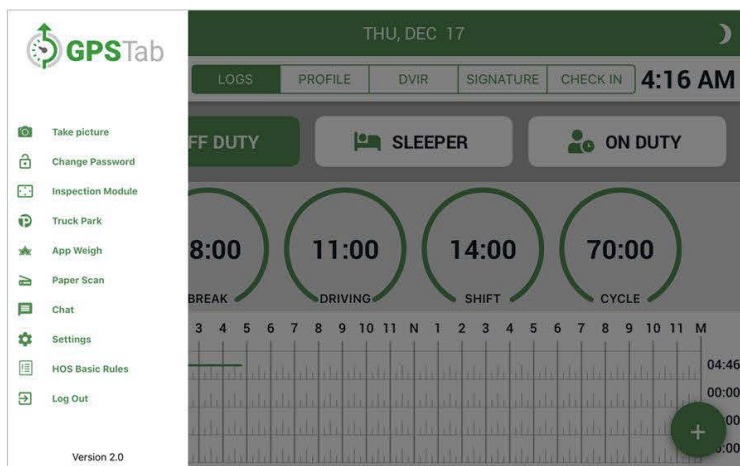 GPSTab
Take picture
Change Password
Inspection Module
Truck Park
App Weigh
Paper Scan
Chat
Settings
HOS Basic Rules
Log Out
Version 2.0
THU, DEC 17
LOGS PROFILE DVIR SIGNATURE CHECK IN 4:16 AM
FF DUTY SLEEPER ON DUTY
8:00 11:00 14:00 70:00
BREAK DRIVING SHIFT CYCLE
3 4 5 6 7 8 9 10 11 N 1 2 3 4 5 6 7 8 9 10 11 M
04:46
00:00
+
:00